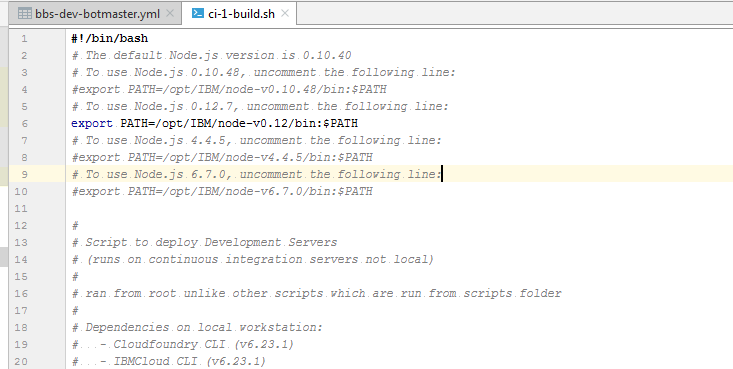 bbs-dev-botmaster.yml ci-1-build.sh
1 #!/bin/bash
2 # The default Node.js version is 0.10.40
3 # To use Node.js 0.10.48, uncomment the following line:
4 #export PATH=/opt/IBM/node-v0.10.48/bin:$PATH
5 # To use Node.js 0.12.7, uncomment the following line:
6 export PATH=/opt/IBM/node-v0.12/bin:$PATH
7 # To use Node.js 4.4.5, uncomment the following line:
8 #export PATH=/opt/IBM/node-v4.4.5/bin:$PATH
9 # To use Node.js 6.7.0, uncomment the following line:
10 #export PATH=/opt/IBM/node-v6.7.0/bin:$PATH
11
12 #
13 # Script to deploy Development Servers
14 # (runs on continuous integration servers not local)
15 #
16 # ran from root unlike other scripts which are run from scripts folder
17 #
18 # Dependencies on local workstation:
19 #   - Cloudfoundry CLI (v6.23.1)
20 #   - IBMCloud CLI (v6.23.1)